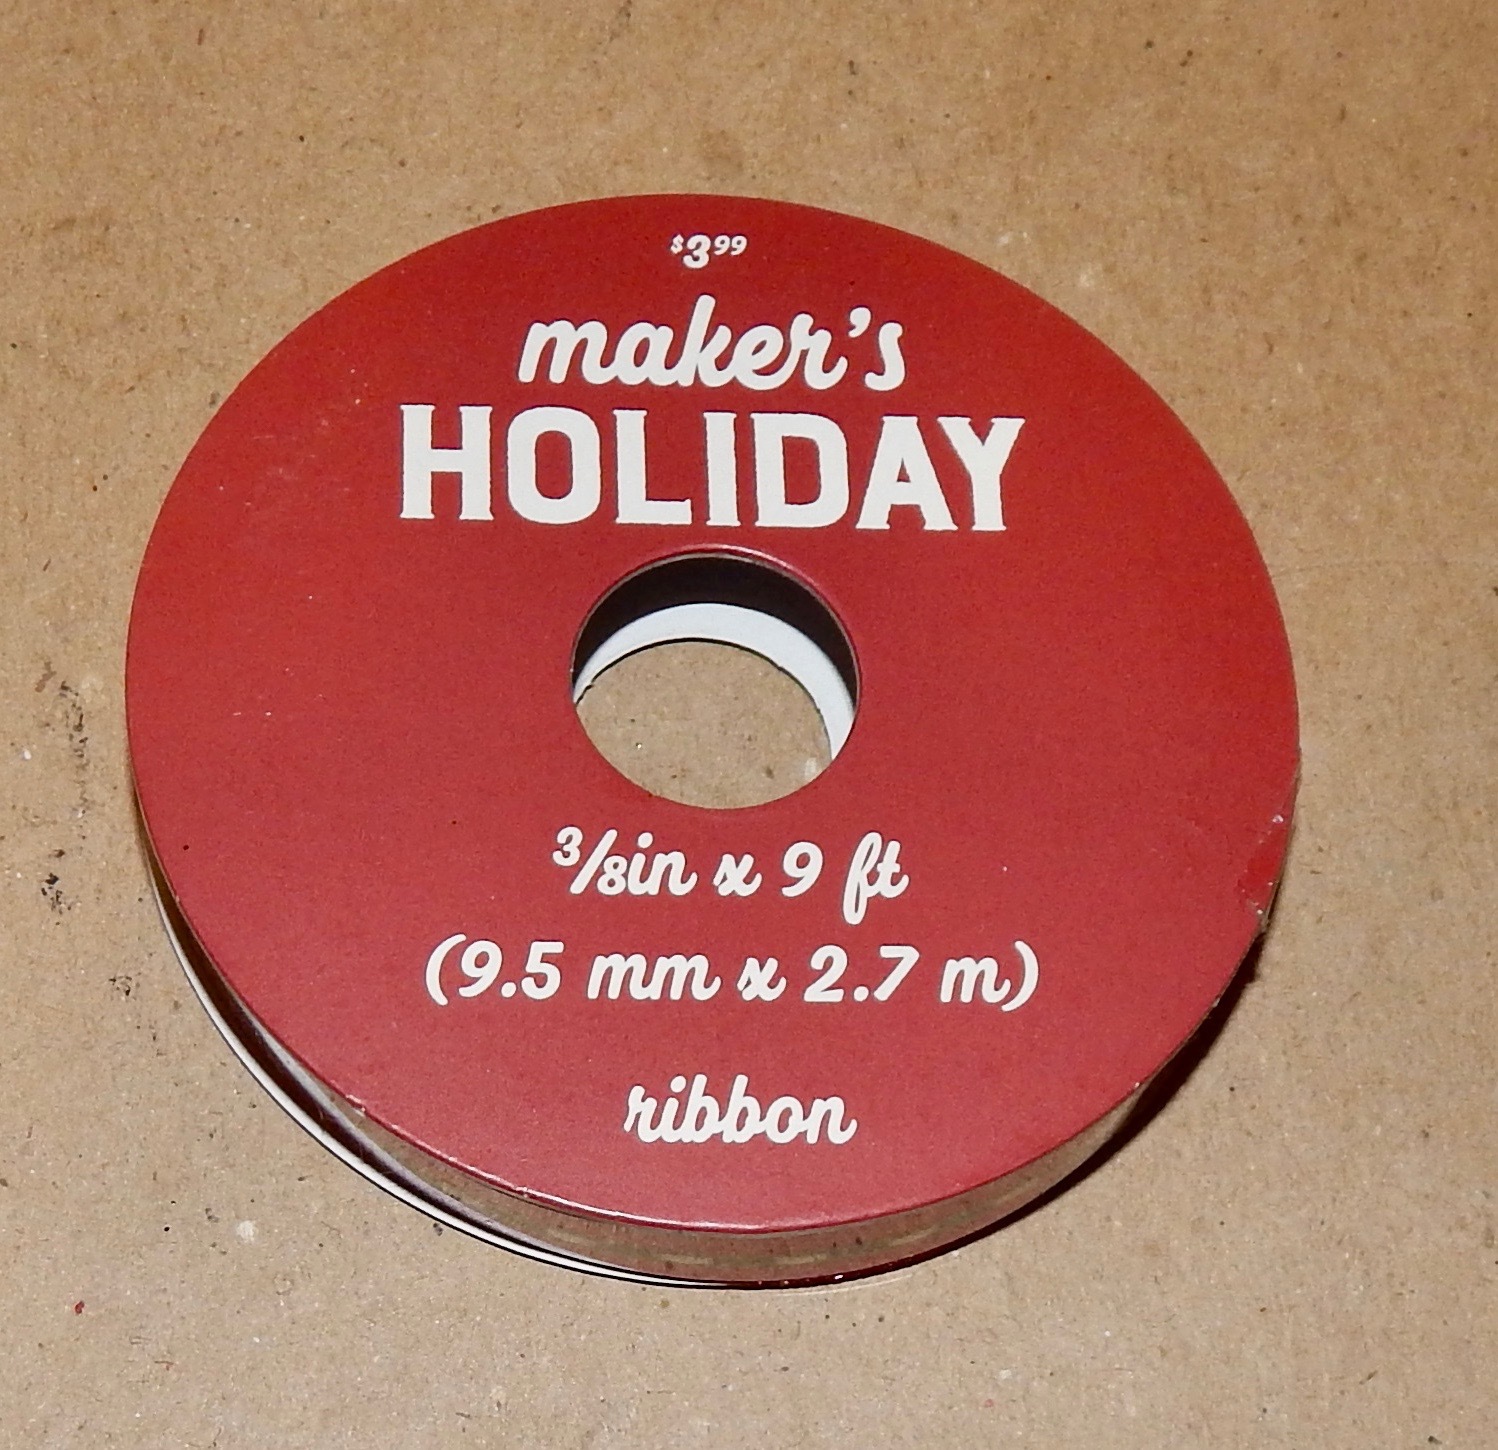 $3.99
maker's
HOLIDAY
3/8in x 9 ft
(9.5 mm x 2.7 m)
ribbon